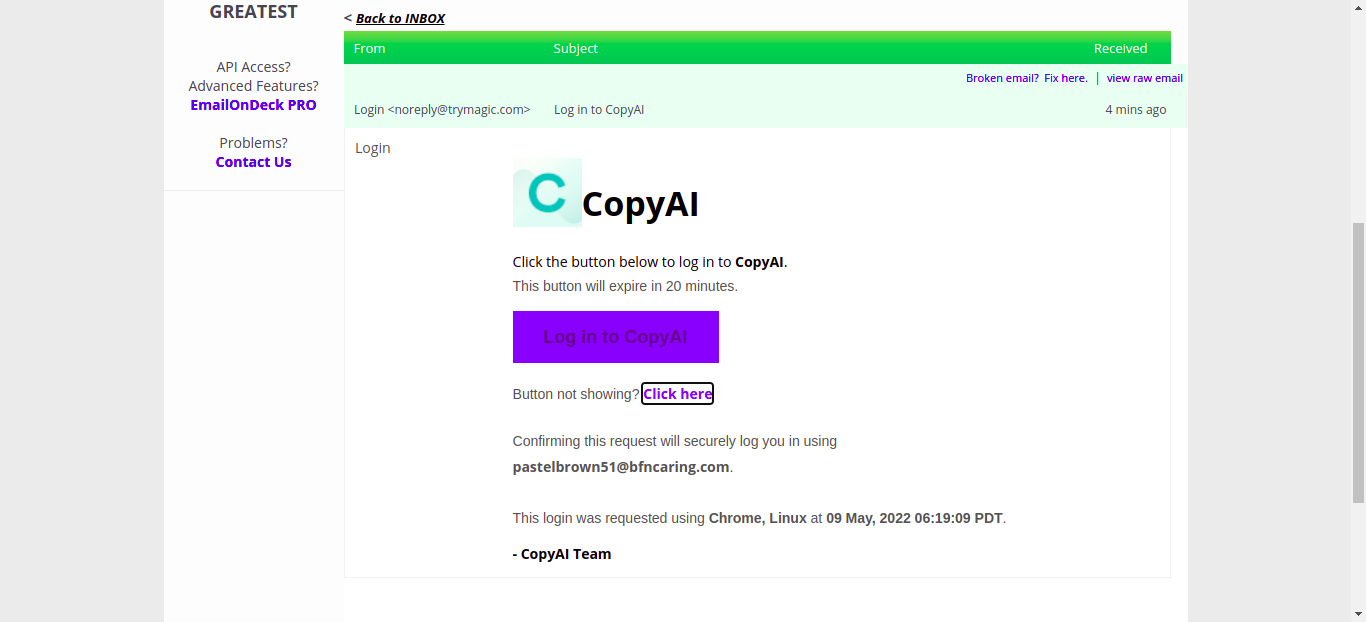 GREATEST
API Access?
Advanced Features?
EmailOnDeck PRO
Problems?
Contact Us
< Back to INBOX
From Subject Received
Broken email? Fix here. | view raw email
Login <noreply@trymagic.com> Log in to CopyAI 4 mins ago
Login
C CopyAI
Click the button below to log in to CopyAI.
This button will expire in 20 minutes.
Log in to CopyAI
Button not showing? Click here
Confirming this request will securely log you in using
pastelbrown51@bfncaring.com.
This login was requested using Chrome, Linux at 09 May, 2022 06:19:09 PDT.
- CopyAI Team